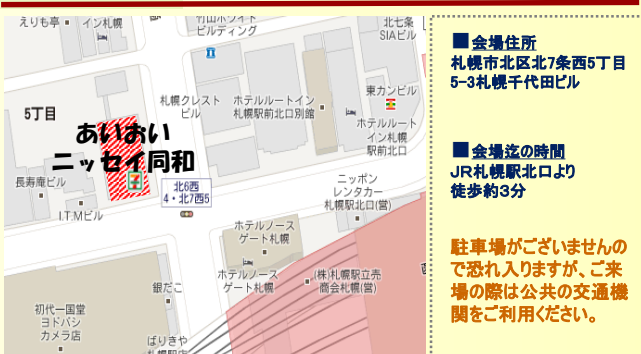 えりも亭
イン札幌
竹山ホワイト
ビルディング
北七条
SIAビル
東カンビル
札幌クレスト
ビル
ホテルルートイン
札幌駅前北口別館
ホテルルート
イン札幌
駅前北口
5丁目
あいおい
ニッセイ同和
長寿庵ビル
I.T.Mビル
北6西
4・北7西5
ニッポン
レンタカー
札幌駅北口(営)
ホテルノース
ゲート札幌
ホテルノース
ゲート札幌
(株)札幌駅立売
商会札幌(営)
銀だこ
初代一国堂
ヨドバシ
カメラ店
ぱりきや
札幌駅店
■会場住所
札幌市北区北7条西5丁目
5-3札幌千代田ビル
■会場迄の時間
JR札幌駅北口より
徒歩約3分
駐車場がございませんの
で恐れ入りますが、ご来
場の際は公共の交通機
関をご利用ください。